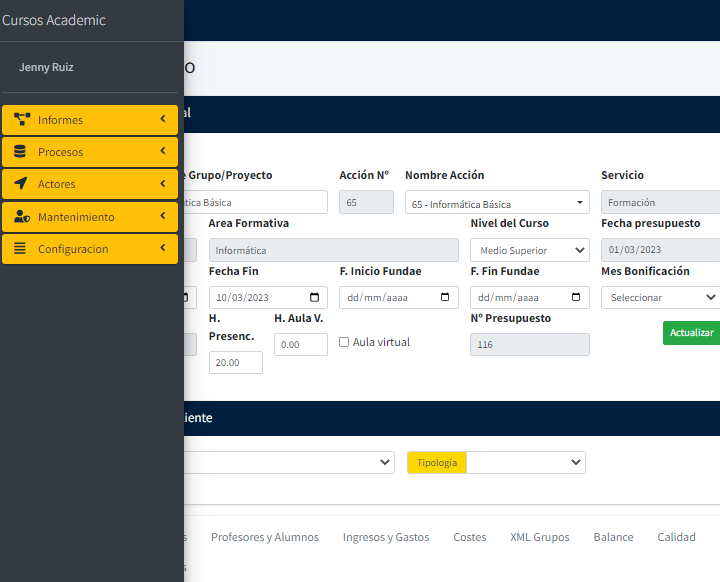 Cursos Academic
Jenny Ruiz
Informes
Procesos
Actores
Mantenimiento
Configuracion
O
al
e Grupo/Proyecto Acción Nº Nombre Acción Servicio
tica Básica 65 65 - Informática Básica Formación
Area Formativa Nivel del Curso Fecha presupuesto
Informática Medio Superior 01/03/2023
Fecha Fin F. Inicio Fundae F. Fin Fundae Mes Bonificación
10/03/2023 dd/mm/aaaa dd/mm/aaaa Seleccionar
H. Presenc. H. Aula V. Nº Presupuesto
20.00 0.00 Aula virtual 116 Actualizar
iente
Tipología
s Profesores y Alumnos Ingresos y Gastos Costes XML Grupos Balance Calidad
s